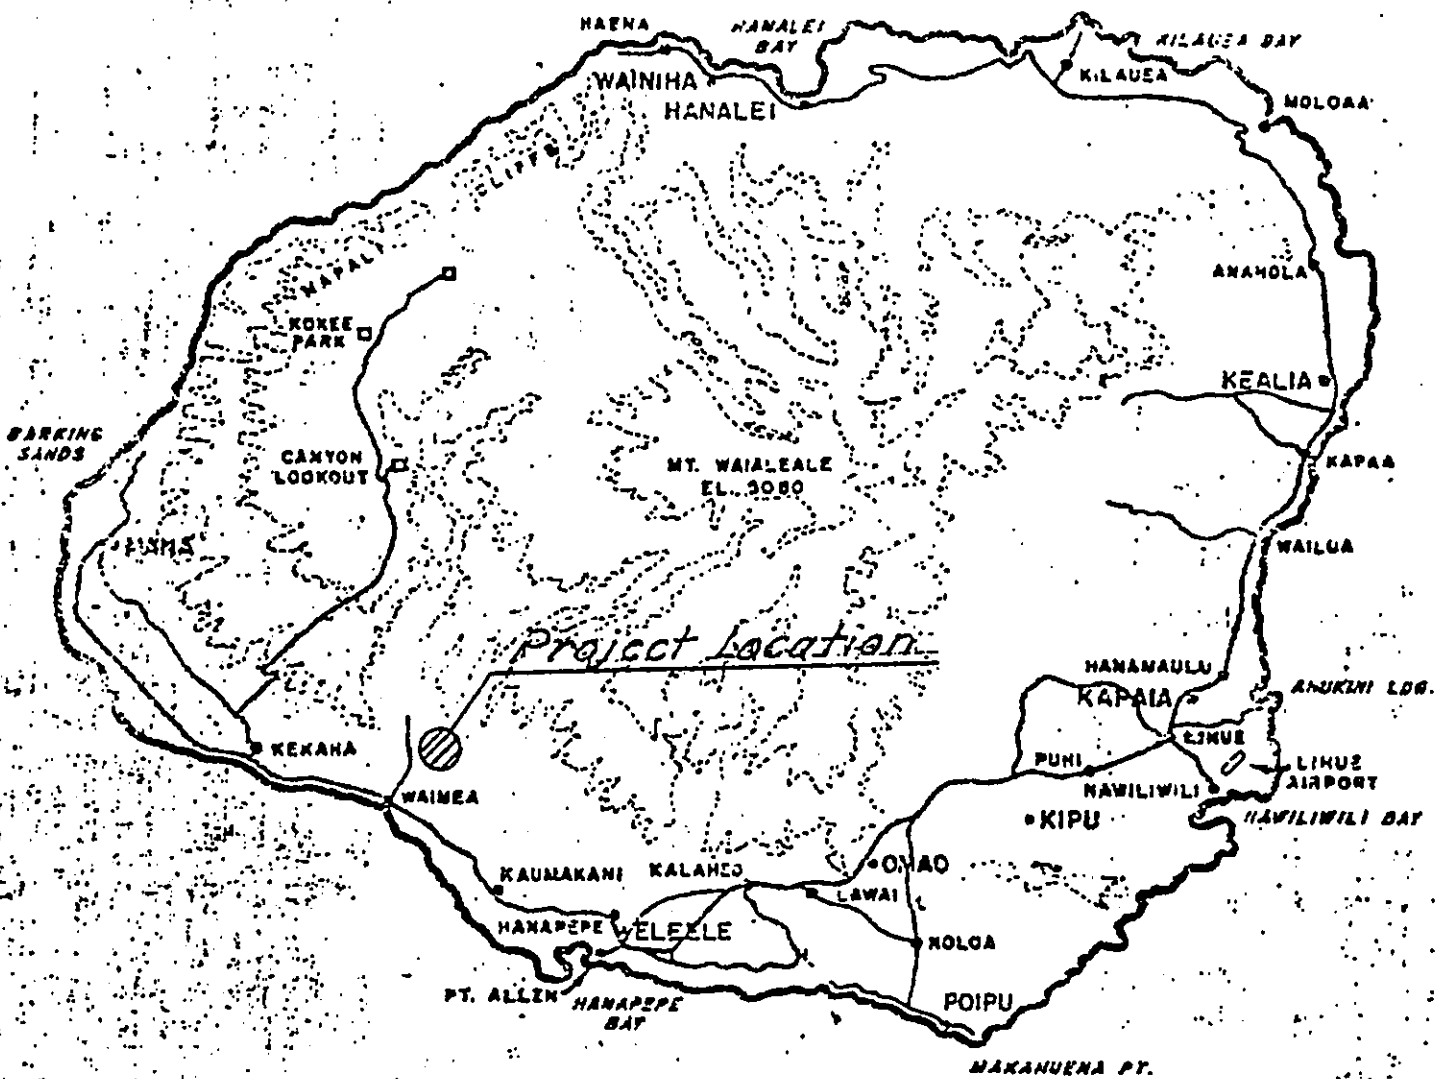 HAENA
HANALEI
BAY
KILAUEA BAY
WAINIHA
KILAUEA
HANALEI
MOLOAA
CLIFFS
NAPALI
ANAHOLA
KOKEE
PARK
KEALIA
BARKING
SANDS
CANYON
LOOKOUT
MT. WAIALEALE
EL. 5080
KAPAA
MANA
WAILUA
Project Location
HANAMAULU
AHUKINI LDG.
KAPAIA
LIHUE
KEKAHA
PUHI
LIHUE
AIRPORT
NAWILIWILI
WAIMEA
KIPU
NAWILIWILI BAY
KAUMAKANI
KALAHEO
OMAO
LAWAI
HANAPEPE
ELEELE
KOLOA
PT. ALLEN
HANAPEPE
BAY
POIPU
MAKAHUENA PT.